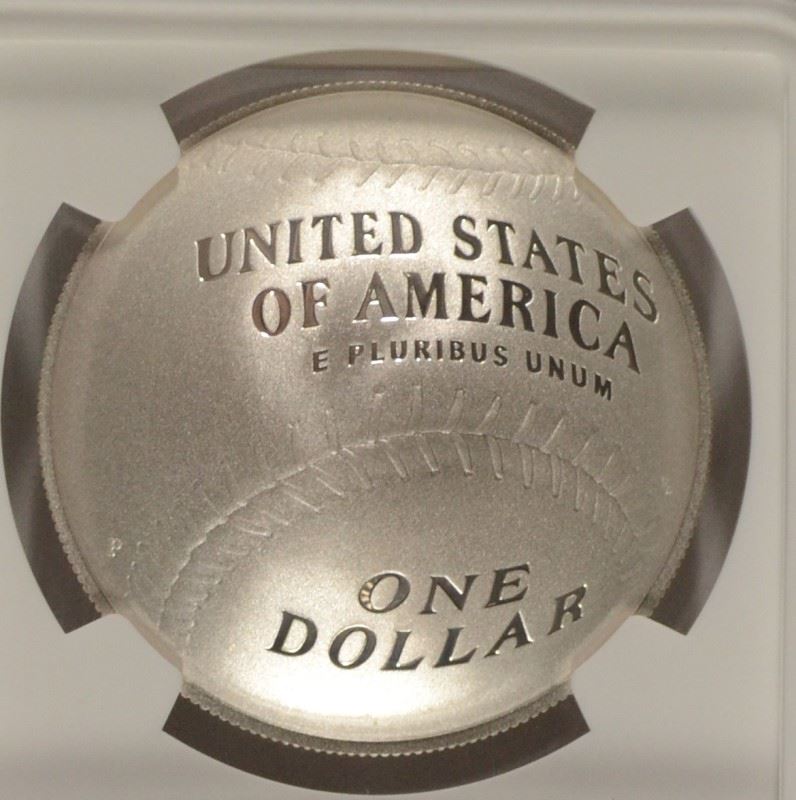 UNITED STATES
OF AMERICA
E PLURIBUS UNUM
P
ONE
DOLLAR